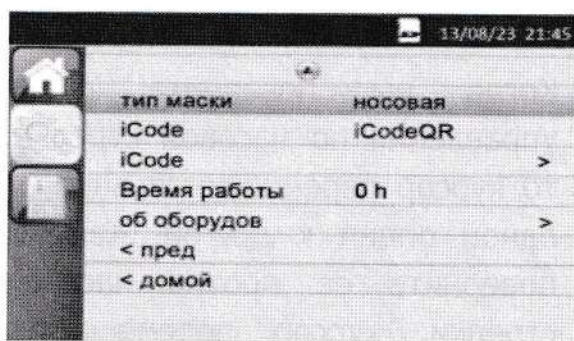 13/08/23 21:45
тип маски носовая
iCode iCodeQR
iCode >
Время работы 0 h
об оборудов >
< пред
< домой